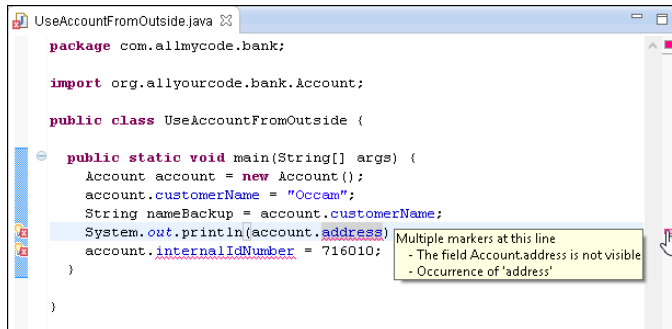 UseAccountFromOutside.java
package com.allmycode.bank;
import org.allyourcode.bank.Account;
public class UseAccountFromOutside {
public static void main(String[] args) {
Account account = new Account();
account.customerName = "Occam";
String nameBackup = account.customerName;
System.out.println(account.address)
account.internalIdNumber = 716010;
}
}
Multiple markers at this line
- The field Account.address is not visible
- Occurrence of 'address'